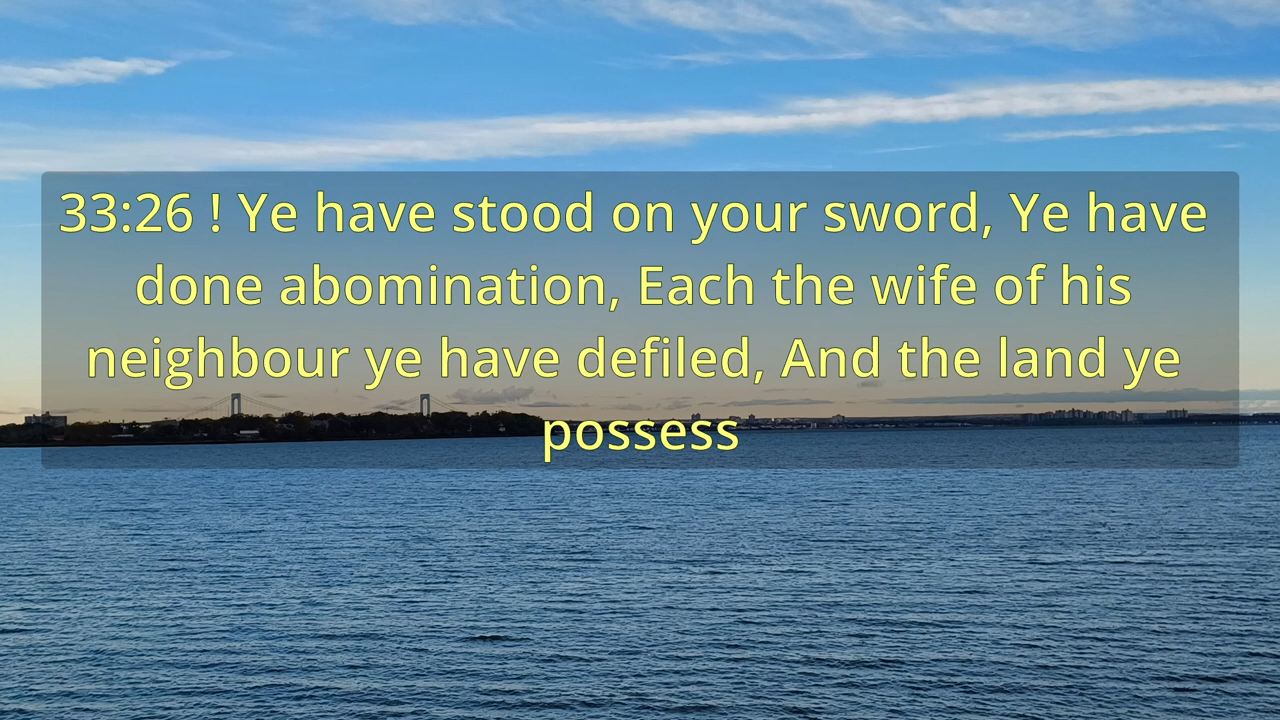 33:26 ! Ye have stood on your sword, Ye have
done abomination, Each the wife of his
neighbour ye have defiled, And the land ye
possess